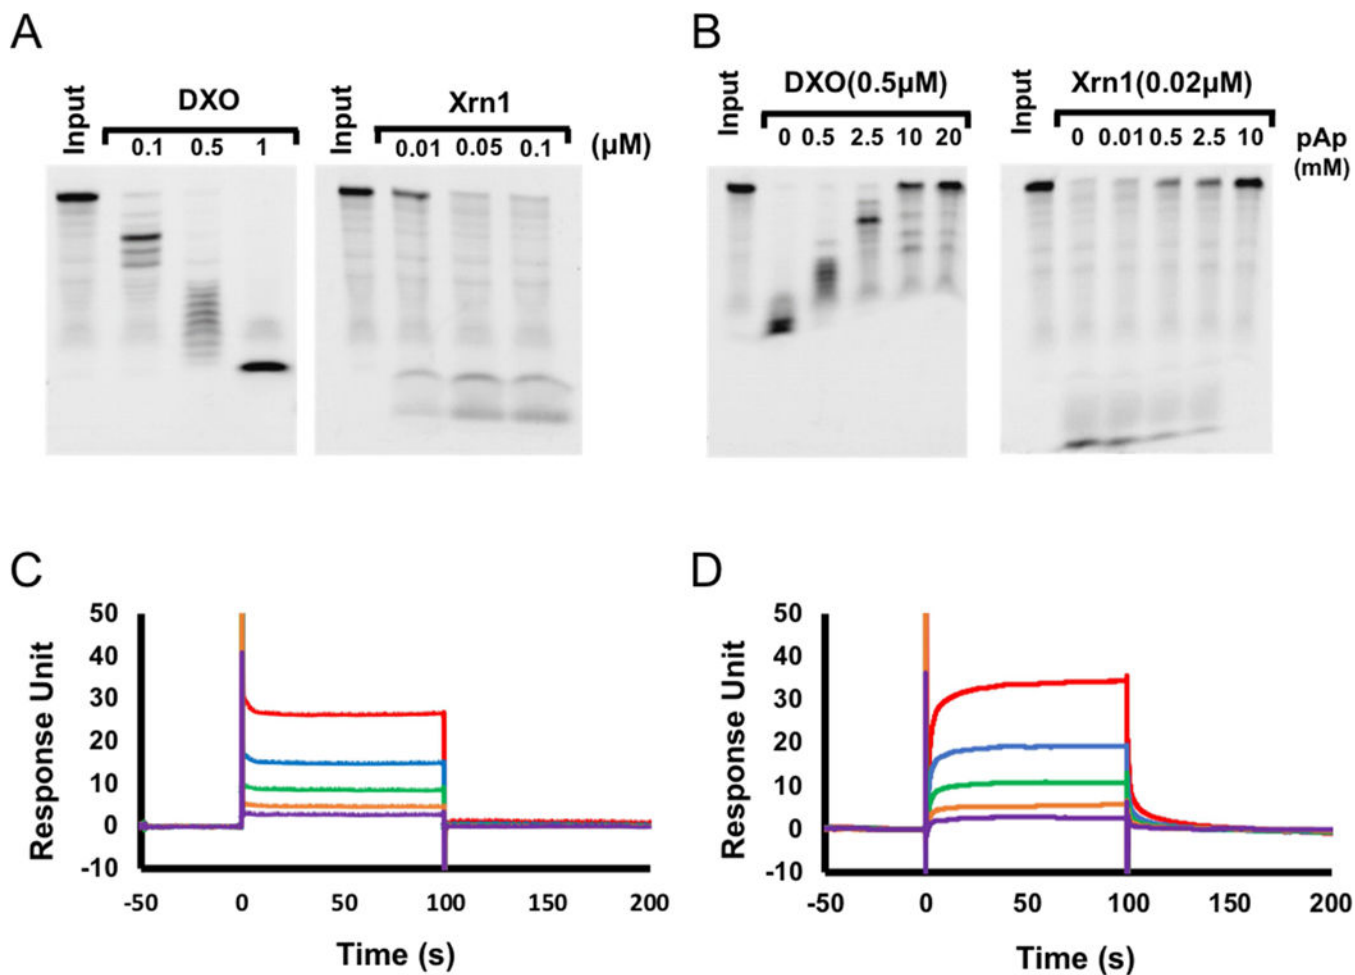 A
B
Input
DXO
0.1 0.5 1
Input
Xrn1
0.01 0.05 0.1
(µM)
Input
DXO(0.5µM)
0 0.5 2.5 10 20
Input
Xrn1(0.02µM)
0 0.01 0.5 2.5 10
pAp
(mM)
C
D
Response Unit
50
40
30
20
10
0
-10
-50 0 50 100 150 200
Time (s)
Response Unit
50
40
30
20
10
0
-10
-50 0 50 100 150 200
Time (s)